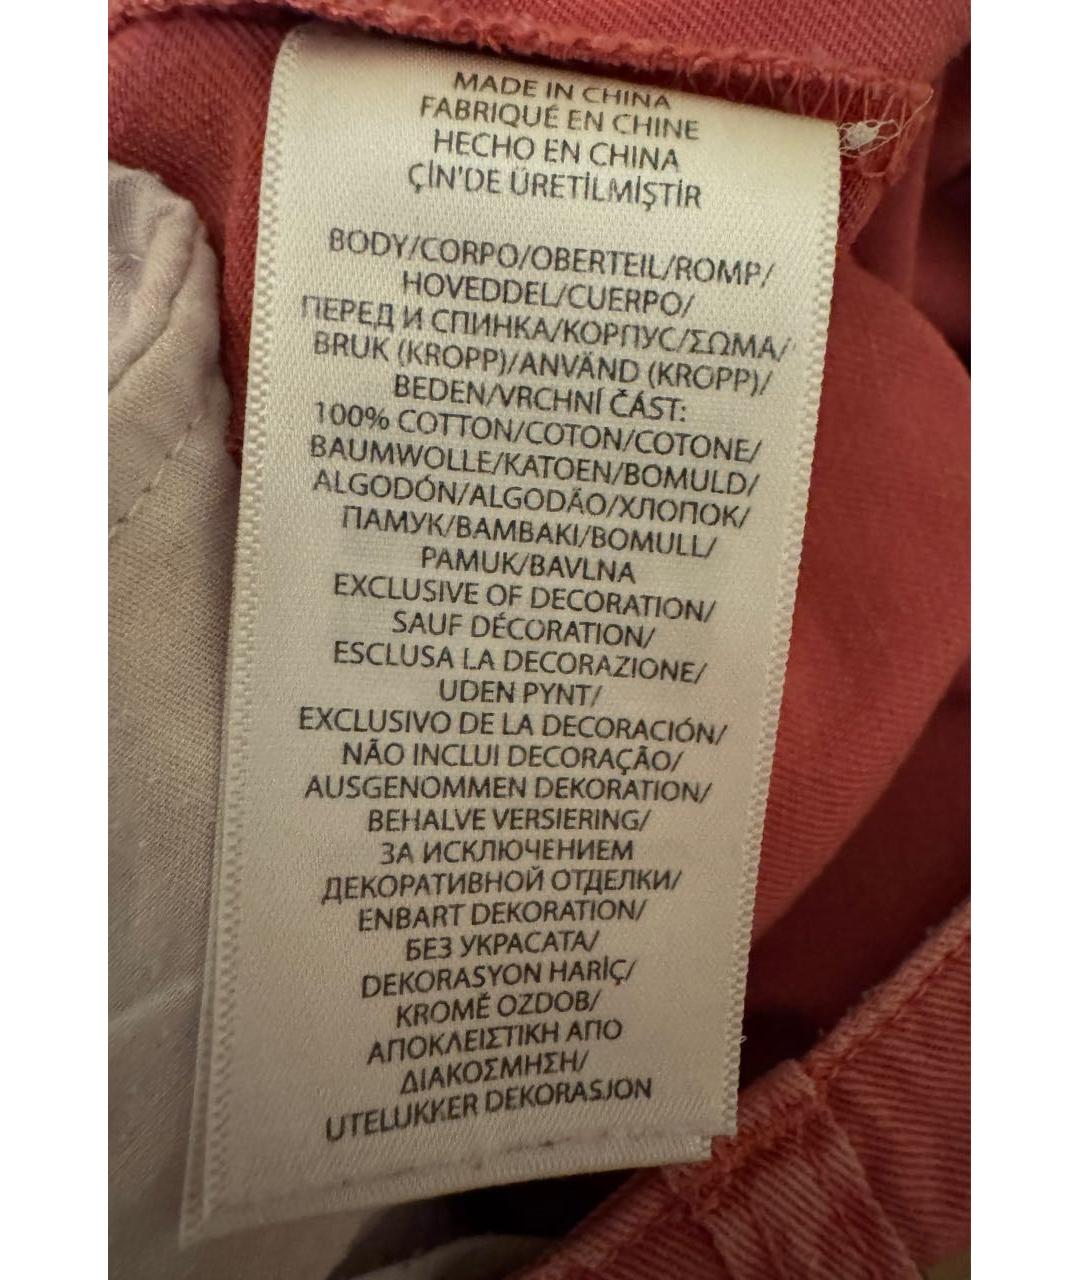 MADE IN CHINA
FABRIQUÉ EN CHINE
HECHO EN CHINA
ÇİN'DE ÜRETİLMİŞTİR
BODY/CORPO/OBERTEIL/ROMP/
HOVEDDEL/CUERPO/
ПЕРЕД И СПИНКА/КОРПУС/ΣΩMA/
BRUK (KROPP)/ANVÄND (KROPP)/
BEDEN/VRCHNÍ ČÁST:
100% COTTON/COTON/COTONE/
BAUMWOLLE/KATOEN/BOMULD/
ALGODÓN/ALGODÃO/ХЛОПОК/
ПАМУК/BAMBAKI/BOMULL/
PAMUK/BAVLNA
EXCLUSIVE OF DECORATION/
SAUF DÉCORATION/
ESCLUSA LA DECORAZIONE/
UDEN PYNT/
EXCLUSIVO DE LA DECORACIÓN/
NÃO INCLUI DECORAÇÃO/
AUSGENOMMEN DEKORATION/
BEHALVE VERSIERING/
ЗА ИСКЛЮЧЕНИЕМ
ДЕКОРАТИВНОЙ ОТДЕЛКИ/
ENBART DEKORATION/
БЕЗ УКРАСАТА/
DEKORASYON HARİÇ/
KROMĚ OZDOB/
ΑΠΟΚΛΕΙΣΤΙΚΗ ΑΠΟ
ΔΙΑΚΟΣΜΗΣΗ/
UTELUKKER DEKORASJON